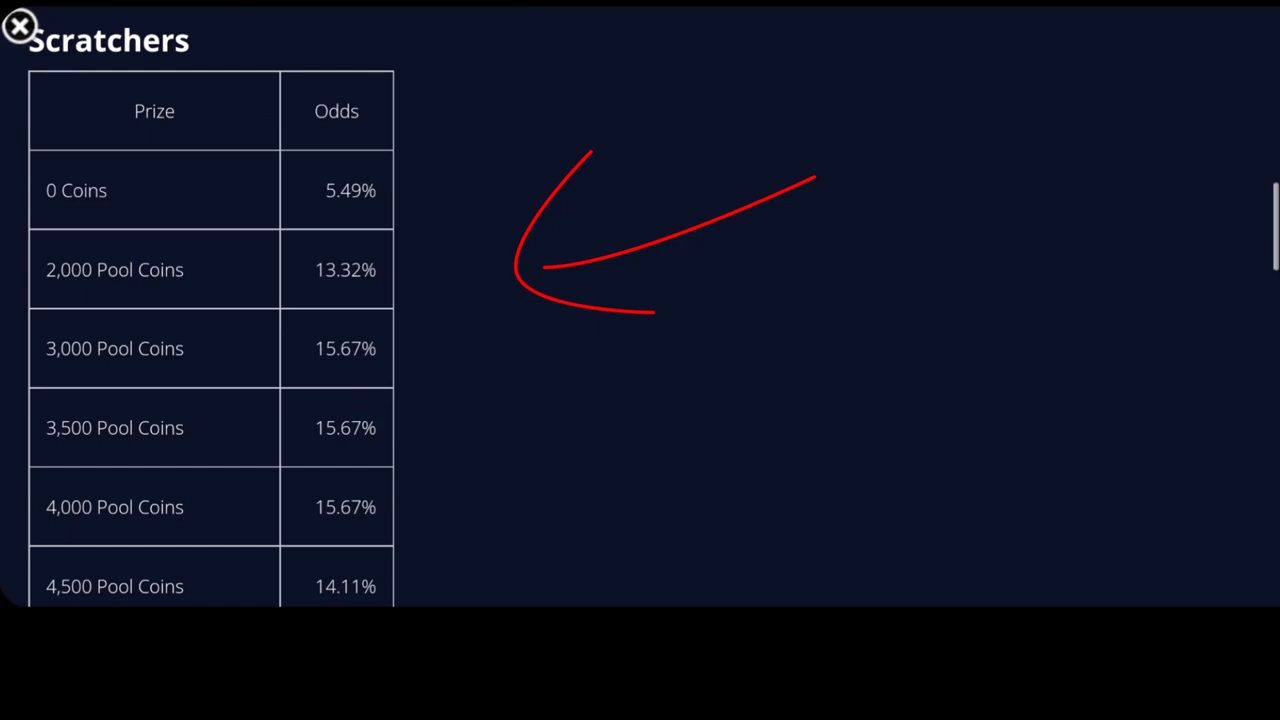 Scratchers
Prize Odds
0 Coins 5.49%
2,000 Pool Coins 13.32%
3,000 Pool Coins 15.67%
3,500 Pool Coins 15.67%
4,000 Pool Coins 15.67%
4,500 Pool Coins 14.11%